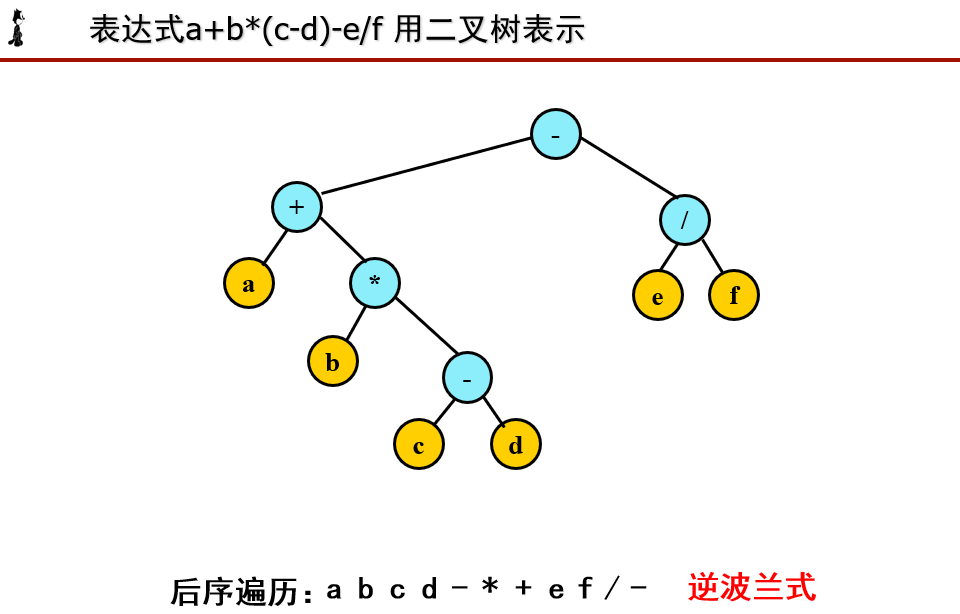 表达式a+b*(c-d)-e/f 用二叉树表示
-
+
/
a
*
e
f
b
-
c
d
后序遍历: a b c d - * + e f / - 逆波兰式